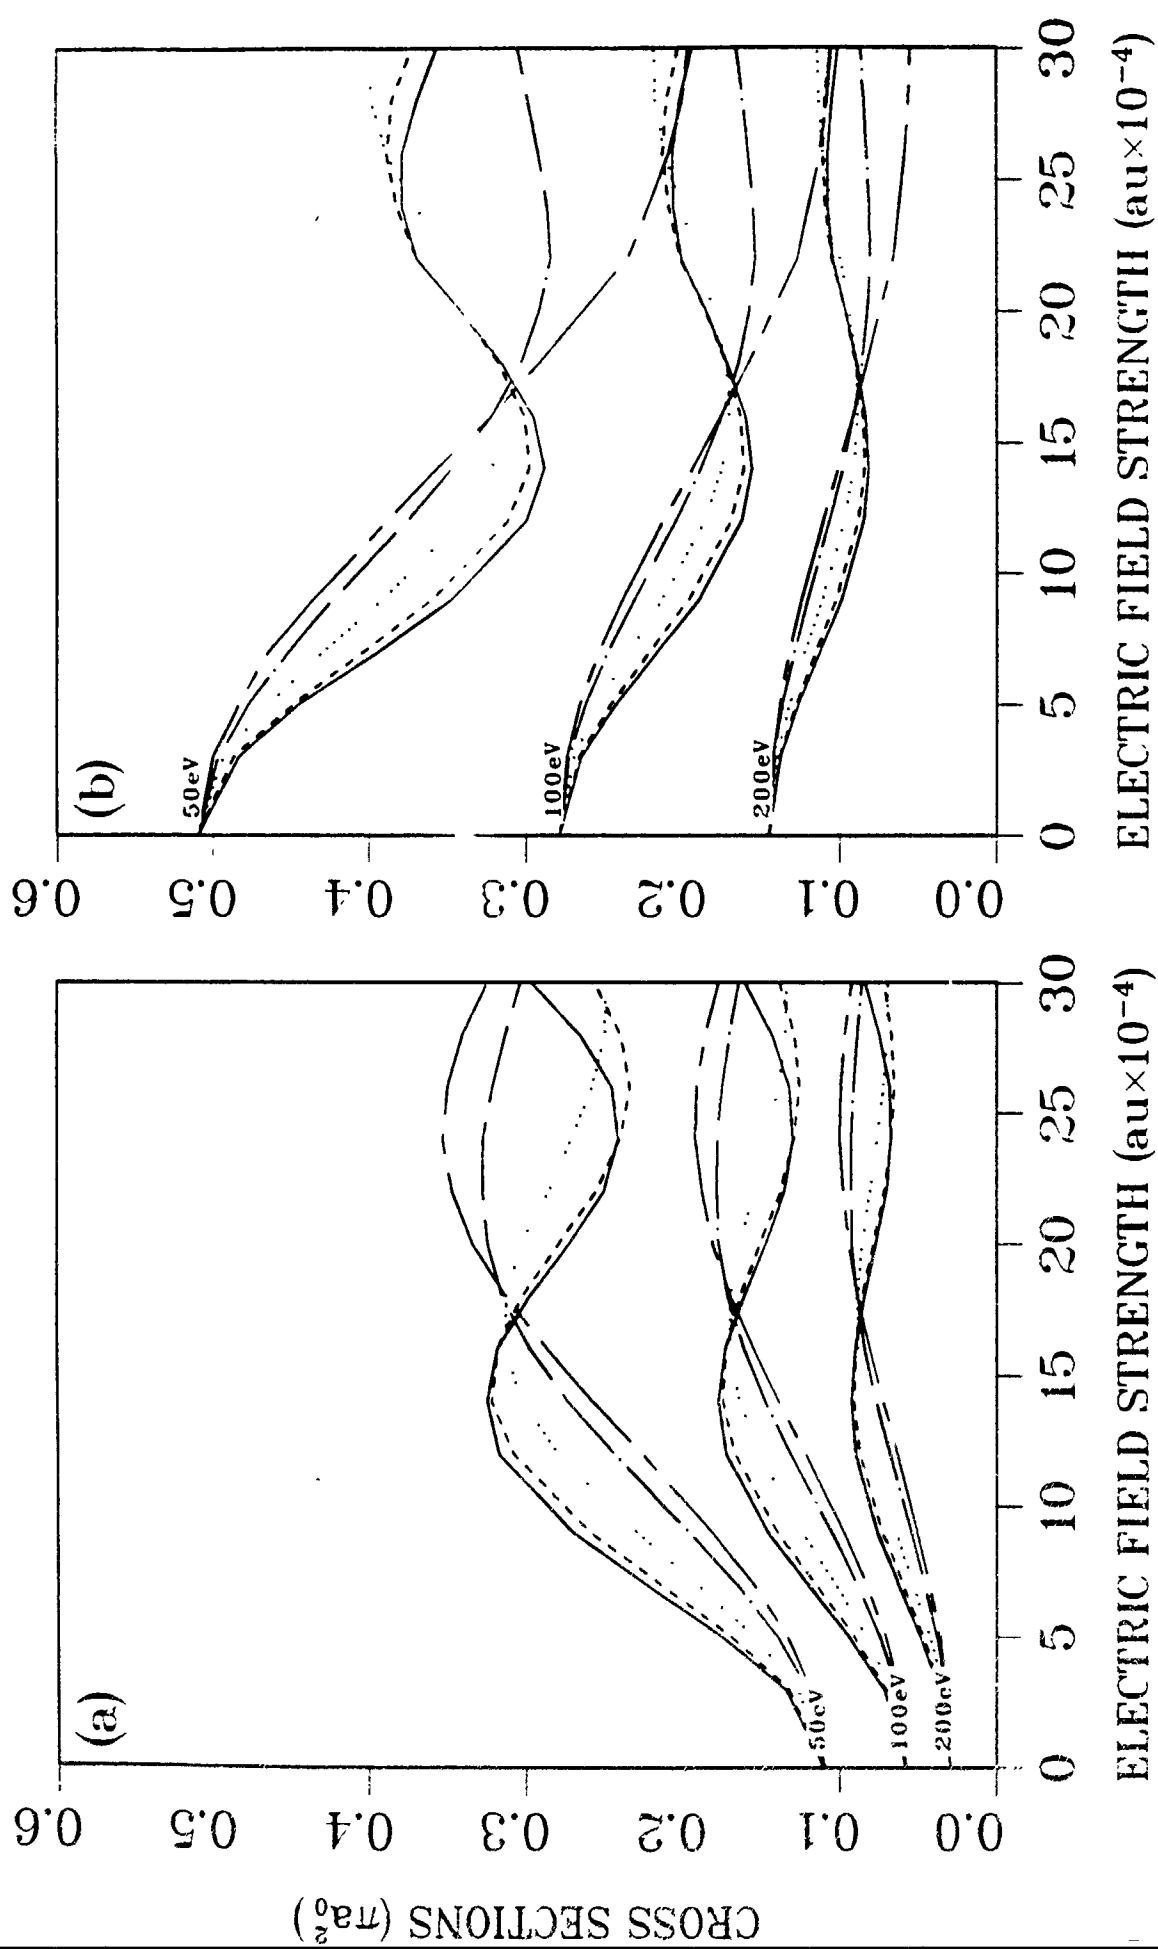 CROSS SECTIONS (πa₀²)
(a)
0.6
0.5
0.4
0.3
0.2
0.1
0.0
50cV
100eV
200cV
0 5 10 15 20 25 30
ELECTRIC FIELD STRENGTH (au×10⁻⁴)
(b)
0.6
0.5
0.4
0.3
0.2
0.1
0.0
50eV
100eV
200eV
0 5 10 15 20 25 30
ELECTRIC FIELD STRENGTH (au×10⁻⁴)